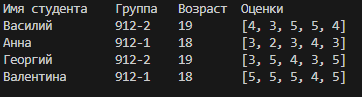 Имя студента Группа Возраст Оценки
Василий 912-2 19 [4, 3, 5, 5, 4]
Анна 912-1 18 [3, 2, 3, 4, 3]
Георгий 912-2 19 [3, 5, 4, 3, 5]
Валентина 912-1 18 [5, 5, 5, 4, 5]